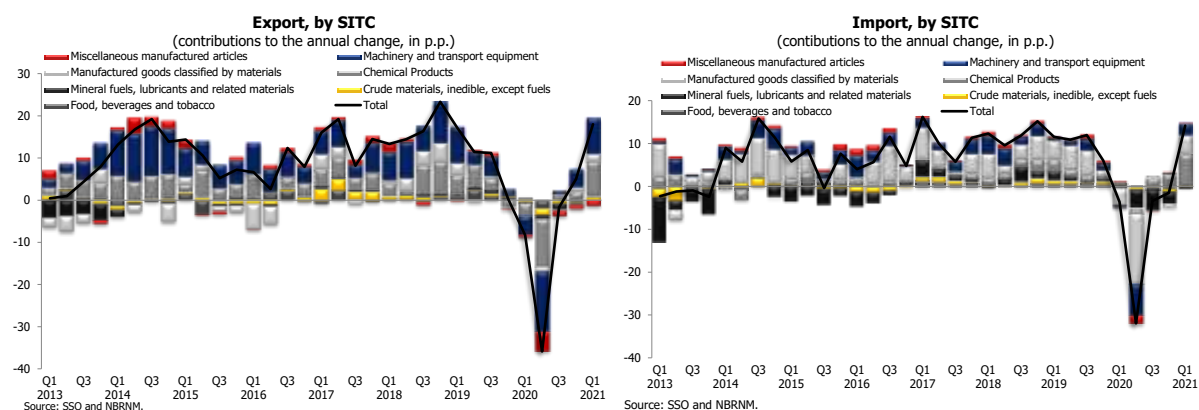 Export, by SITC
(contributions to the annual change, in p.p.)
Miscellaneous manufactured articles
Machinery and transport equipment
Manufactured goods classified by materials
Chemical Products
Mineral fuels, lubricants and related materials
Crude materials, inedible, except fuels
Food, beverages and tobacco
Total
30
20
10
0
-10
-20
-30
-40
Q1 Q3 Q1 Q3 Q1 Q3 Q1 Q3 Q1 Q3 Q1 Q3 Q1 Q3 Q1 Q3 Q1
2013 2014 2015 2016 2017 2018 2019 2020 2021
Source: SSO and NBRNM.
Import, by SITC
(contibutions to the annual change, in p.p.)
Miscellaneous manufactured articles
Machinery and transport equipment
Manufactured goods classified by materials
Chemical Products
Mineral fuels, lubricants and related materials
Crude materials, inedible, except fuels
Food, beverages and tobacco
Total
40
30
20
10
0
-10
-20
-30
-40
Q1 Q3 Q1 Q3 Q1 Q3 Q1 Q3 Q1 Q3 Q1 Q3 Q1 Q3 Q1 Q3 Q1
2013 2014 2015 2016 2017 2018 2019 2020 2021
Source: SSO and NBRNM.